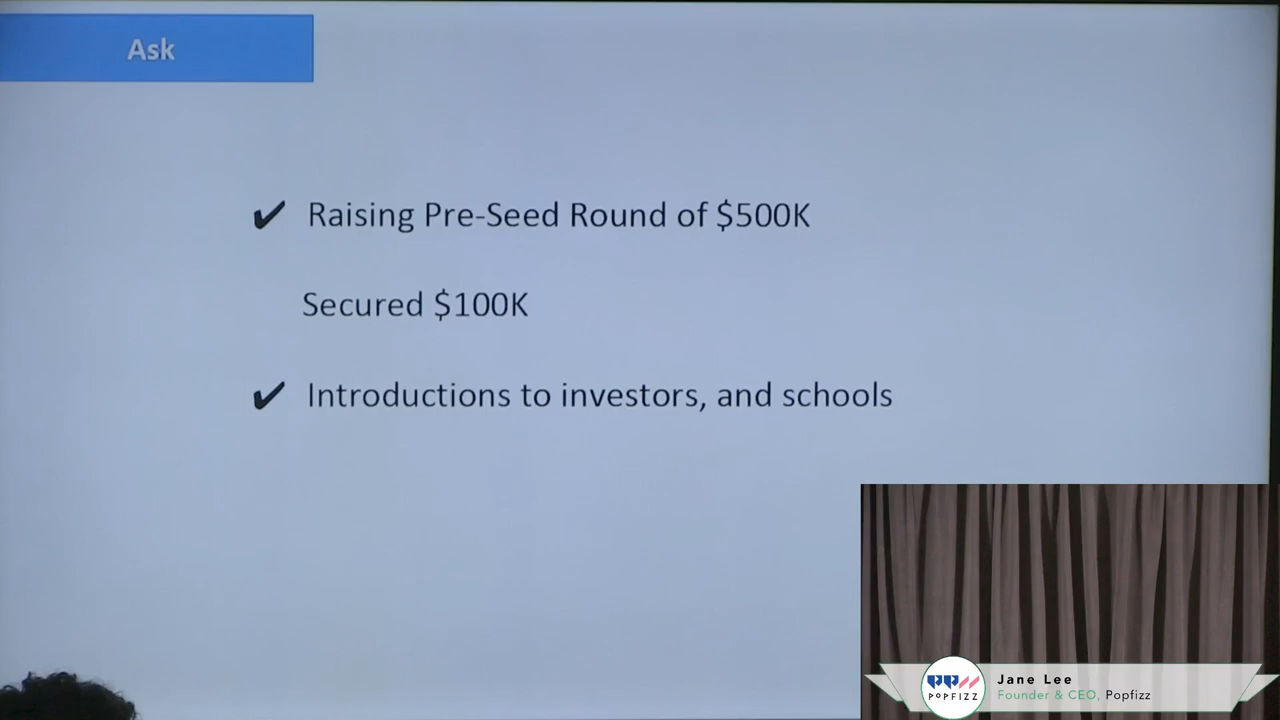 Ask
✔ Raising Pre-Seed Round of $500K
Secured $100K
✔ Introductions to investors, and schools
POPFIZZ
Jane Lee
Founder & CEO, Popfizz